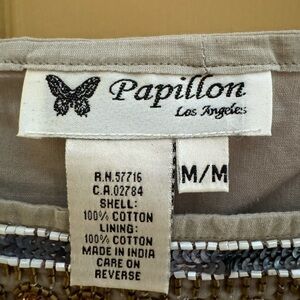 Papillon
Los Angeles
M/M
R.N.57716
C.A.02784
SHELL:
100% COTTON
LINING:
100% COTTON
MADE IN INDIA
CARE ON
REVERSE